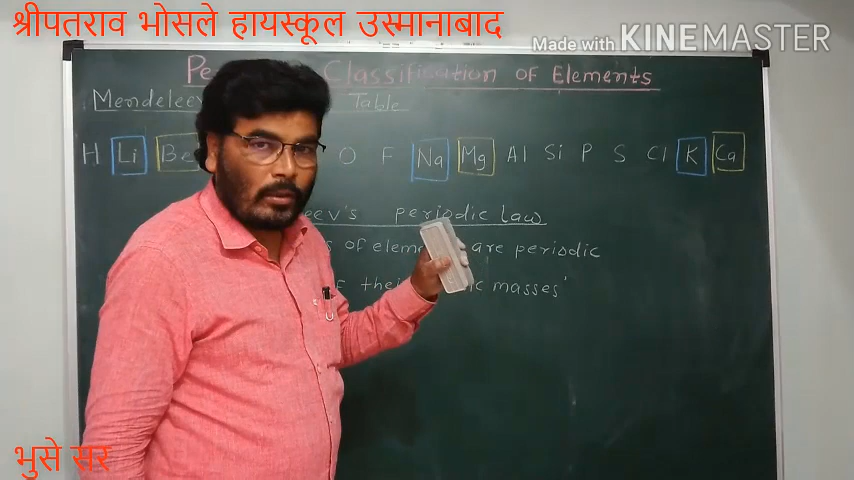 श्रीपतराव भोसले हायस्कूल उस्मानाबाद
Made with KINEMASTER
Classification of Elements
Table
H Li Be O F Na Mg Al Si P S Cl K Ca
periodic law
of are periodic
masses'
भुसे सर